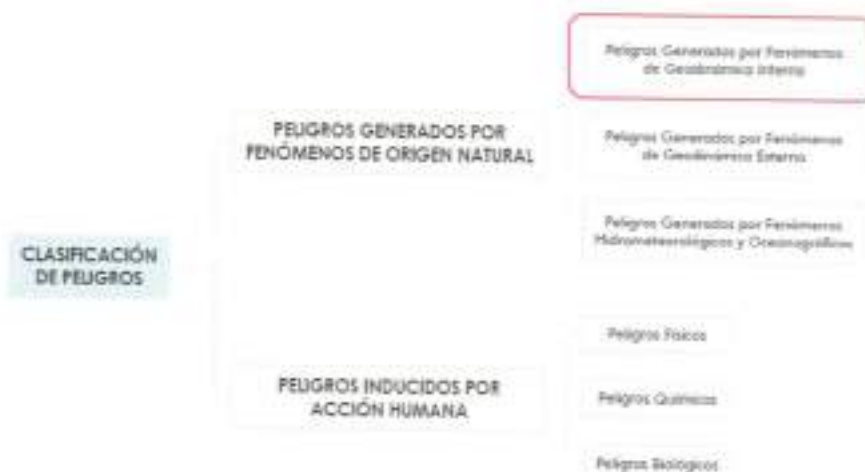 Peligros Generados por Fenómenos
de Geodinámica Interna
PELIGROS GENERADOS POR
FENÓMENOS DE ORIGEN NATURAL
Peligros Generados por Fenómenos
de Geodinámica Externa
Peligros Generados por Fenómenos
Hidrometeorológicos y Oceanográficos
CLASIFICACIÓN
DE PELIGROS
Peligros Físicos
PELIGROS INDUCIDOS POR
ACCIÓN HUMANA
Peligros Químicos
Peligros Biológicos